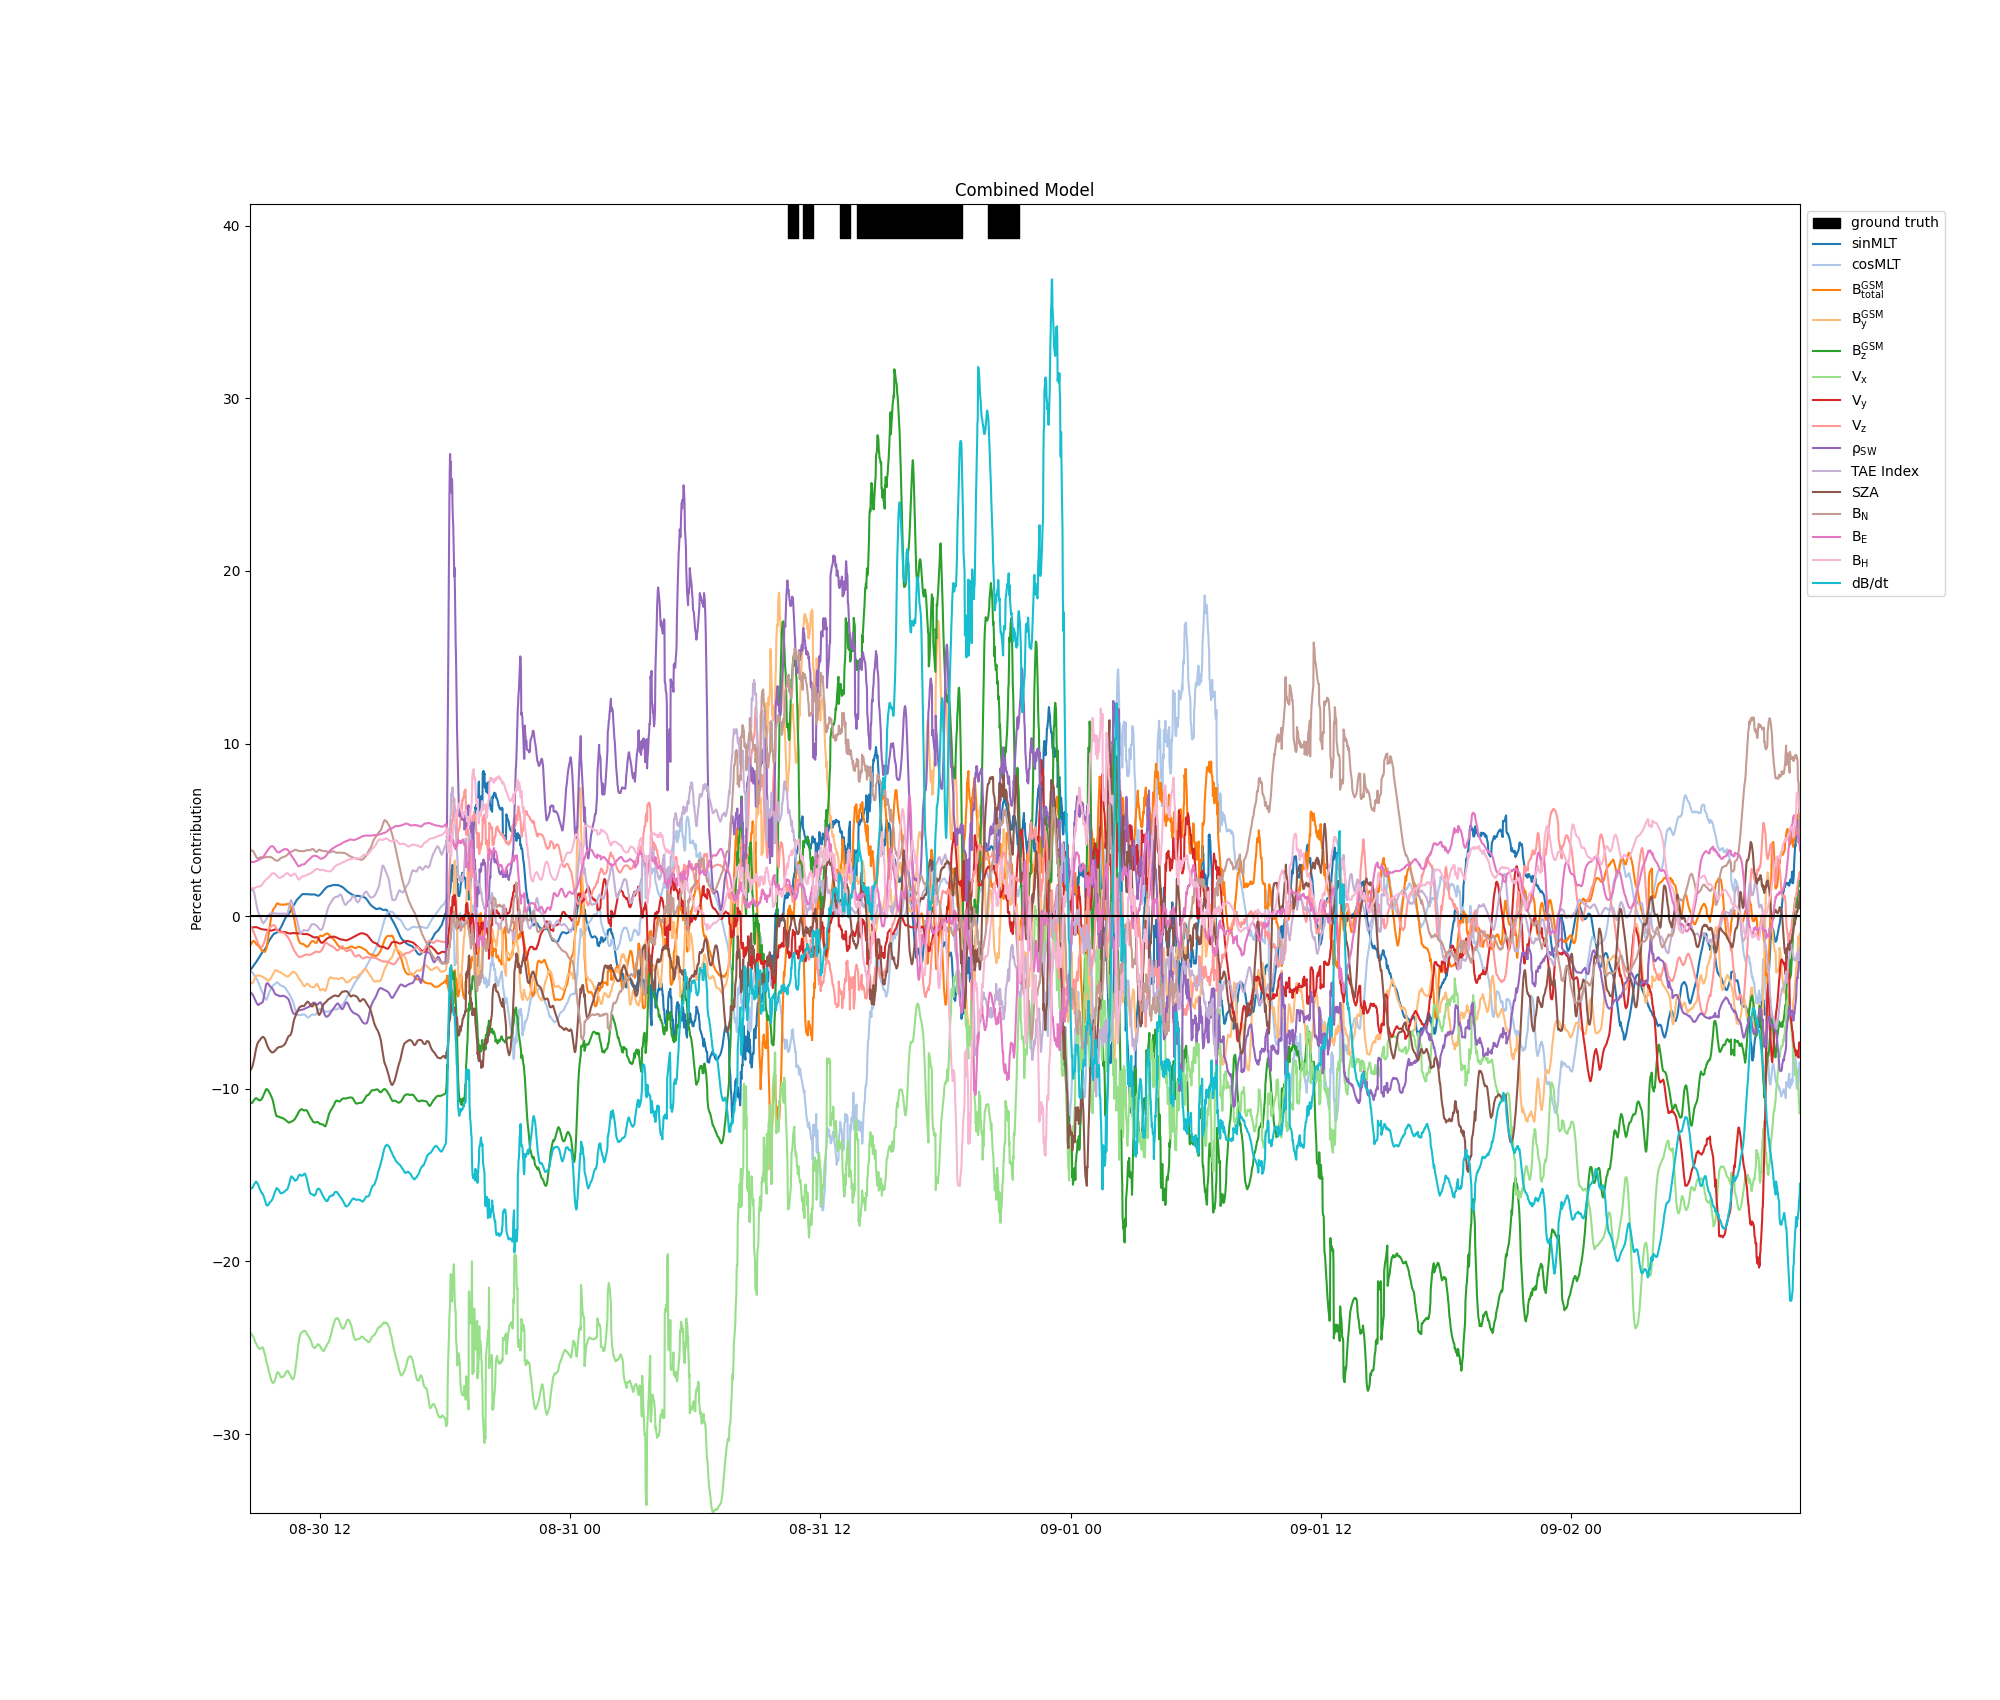 Combined Model
Percent Contribution
40
30
20
10
0
−10
−20
−30
08-30 12
08-31 00
08-31 12
09-01 00
09-01 12
09-02 00
ground truth
sinMLT
cosMLT
B_total^GSM
B_y^GSM
B_z^GSM
V_x
V_y
V_z
ρ_SW
TAE Index
SZA
B_N
B_E
B_H
dB/dt